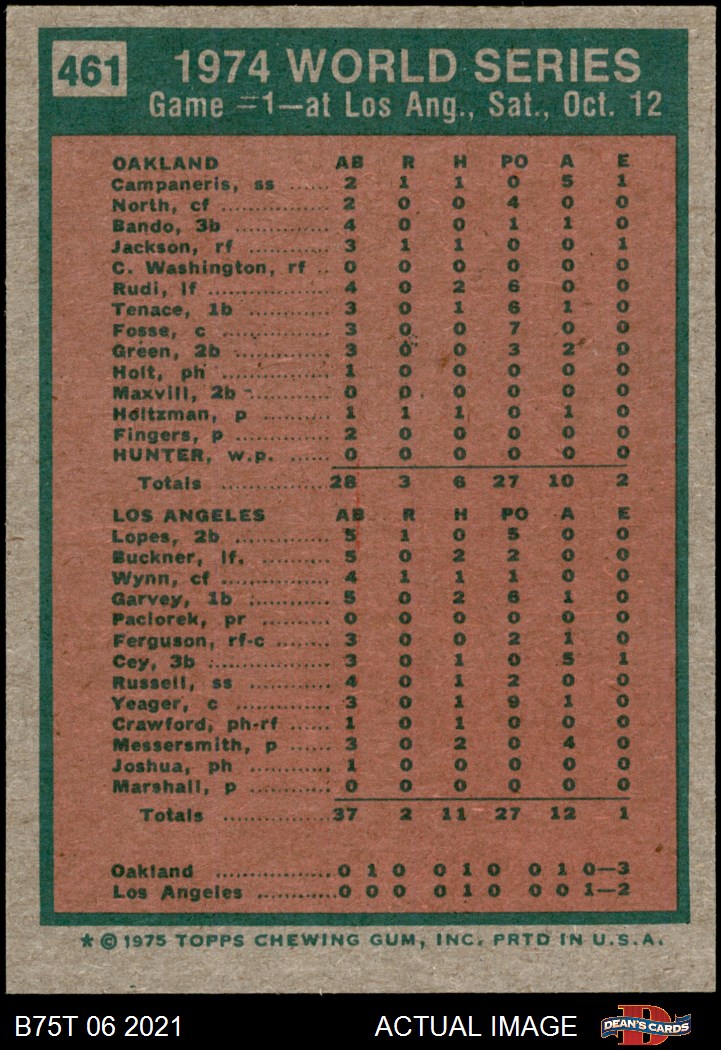 461 1974 WORLD SERIES
Game =1—at Los Ang., Sat., Oct. 12
OAKLAND AB R H PO A E
Campaneris, ss ...... 2 1 1 0 5 1
North, cf ............... 2 0 0 4 0 0
Bando, 3b ............. 4 0 0 1 1 0
Jackson, rf ........... 3 1 1 0 0 1
C. Washington, rf .. 0 0 0 0 0 0
Rudi, lf ................. 4 0 2 6 0 0
Tenace, 1b ............ 3 0 1 6 1 0
Fosse, c ................ 3 0 0 7 0 0
Green, 2b .............. 3 0 0 3 2 0
Holt, ph ................ 1 0 0 0 0 0
Maxvill, 2b ............ 0 0 0 0 0 0
Holtzman, p .......... 1 1 1 0 1 0
Fingers, p ............. 2 0 0 0 0 0
HUNTER, w.p. ....... 0 0 0 0 0 0
Totals .............. 28 3 6 27 10 2
LOS ANGELES AB R H PO A E
Lopes, 2b .............. 5 1 0 5 0 0
Buckner, lf. ........... 5 0 2 2 0 0
Wynn, cf ............... 4 1 1 1 0 0
Garvey, 1b ............ 5 0 2 6 1 0
Paciorek, pr .......... 0 0 0 0 0 0
Ferguson, rf-c ....... 3 0 0 2 1 0
Cey, 3b ................. 3 0 1 0 5 1
Russell, ss ............ 4 0 1 2 0 0
Yeager, c .............. 3 0 1 9 1 0
Crawford, ph-rf ..... 1 0 1 0 0 0
Messersmith, p ...... 3 0 2 0 4 0
Joshua, ph ............ 1 0 0 0 0 0
Marshall, p ........... 0 0 0 0 0 0
Totals .............. 37 2 11 27 12 1
Oakland ............... 0 1 0 0 1 0 0 1 0—3
Los Angeles .......... 0 0 0 0 1 0 0 0 1—2
* © 1975 TOPPS CHEWING GUM, INC. PRTD IN U.S.A.
B75T 06 2021 ACTUAL IMAGE D DEAN'S CARDS